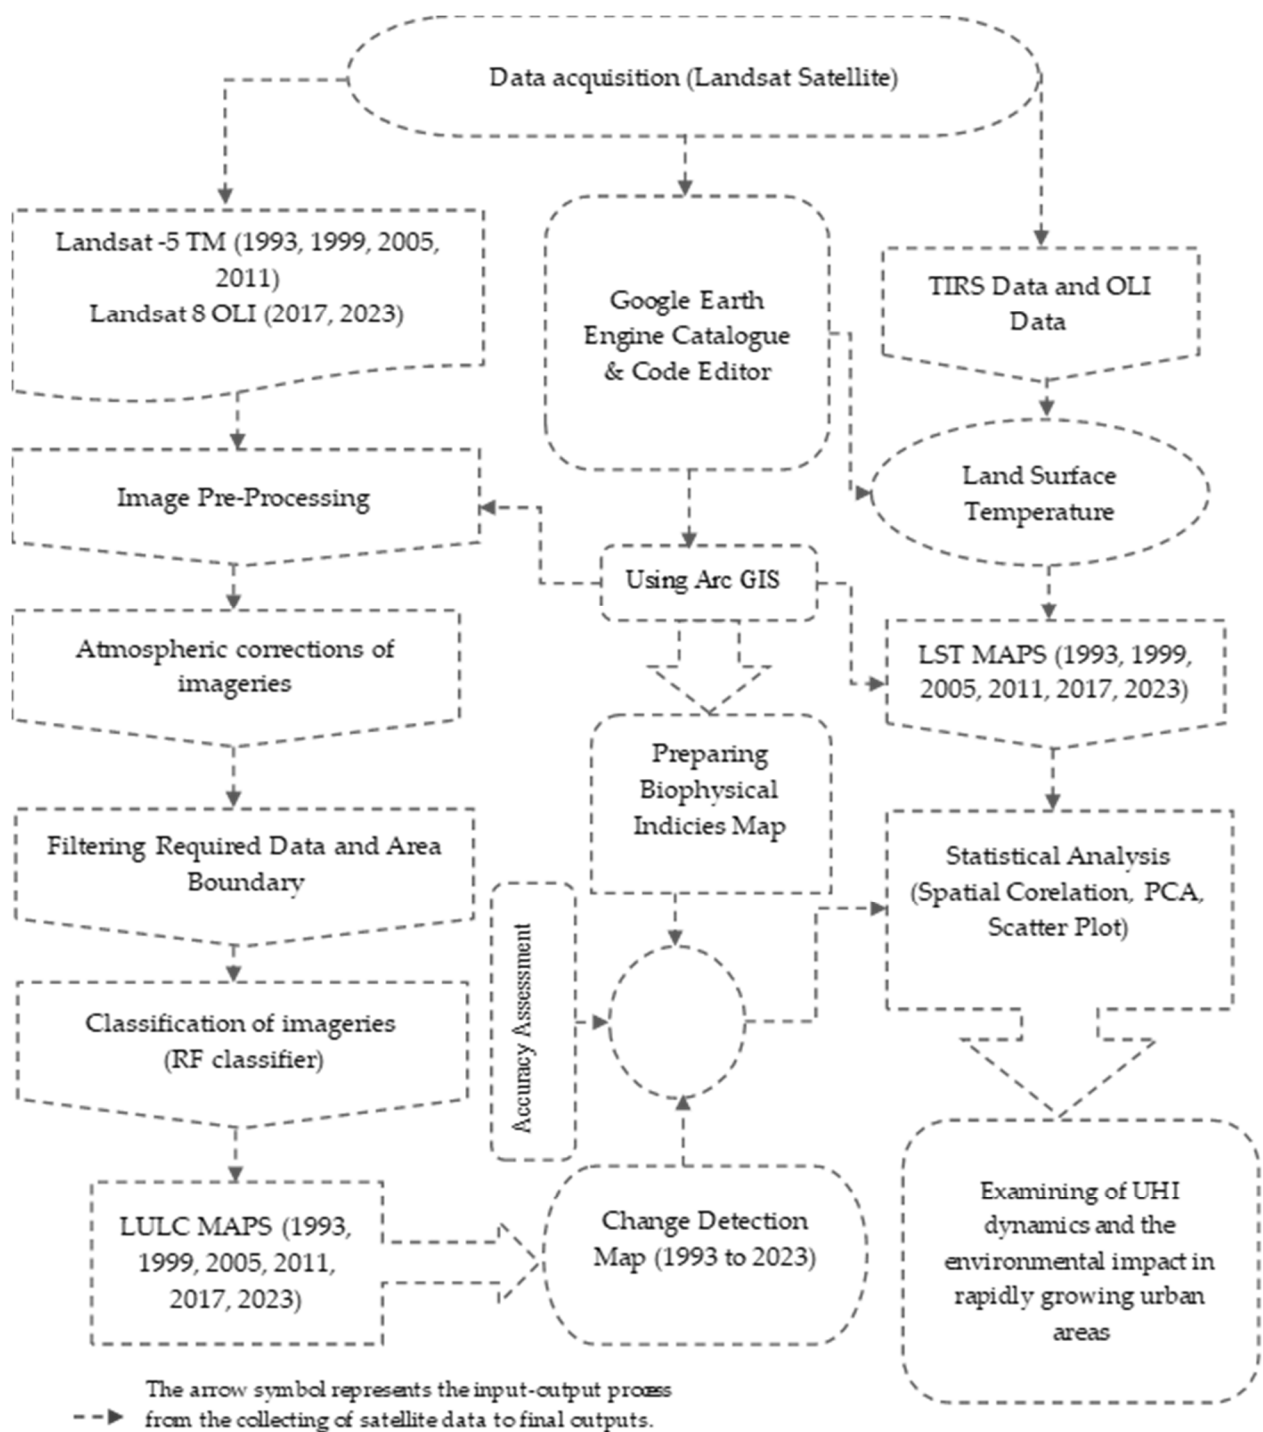 Data acquisition (Landsat Satellite)
Landsat -5 TM (1993, 1999, 2005,
2011)
Landsat 8 OLI (2017, 2023)
Google Earth
Engine Catalogue
& Code Editor
TIRS Data and OLI
Data
Image Pre-Processing
Land Surface
Temperature
Using Arc GIS
Atmospheric corrections of
imageries
LST MAPS (1993, 1999,
2005, 2011, 2017, 2023)
Preparing
Biophysical
Indicies Map
Filtering Required Data and Area
Boundary
Statistical Analysis
(Spatial Corelation, PCA,
Scatter Plot)
Accuracy Assessment
Classification of imageries
(RF classifier)
LULC MAPS (1993,
1999, 2005, 2011,
2017, 2023)
Change Detection
Map (1993 to 2023)
Examining of UHI
dynamics and the
environmental impact in
rapidly growing urban
areas
The arrow symbol represents the input-output process
from the collecting of satellite data to final outputs.